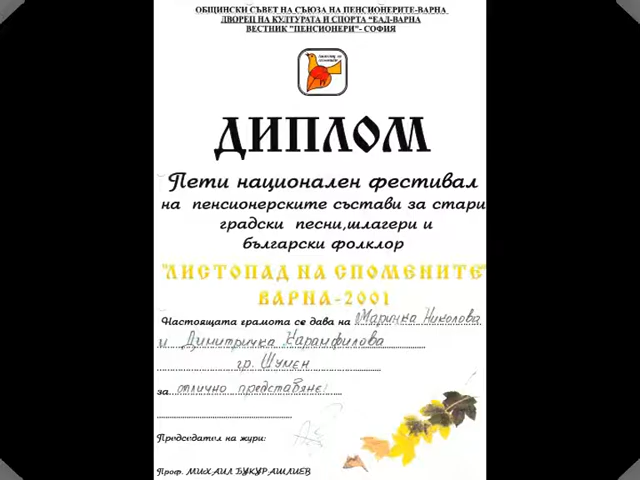 ОБЩИНСКИ СЪВЕТ НА СЪЮЗА НА ПЕНСИОНЕРИТЕ-ВАРНА
ДВОРЕЦ НА КУЛТУРАТА И СПОРТА "ЕАД-ВАРНА
ВЕСТНИК "ПЕНСИОНЕРИ"- СОФИЯ
ДИПЛОМ
Пети национален фестивал
на пенсионерските състави за стари
градски песни,шлагери и
български фолклор
"ЛИСТОПАД НА СПОМЕНИТЕ"
ВАРНА-2001
Настоящата грамота се дава на Маринка Николова
и Димитричка Карамфилова
гр. Шумен
за отлично представяне!
Председател на жури:
Проф. МИХАИЛ БУКУРАЩЛИЕВ